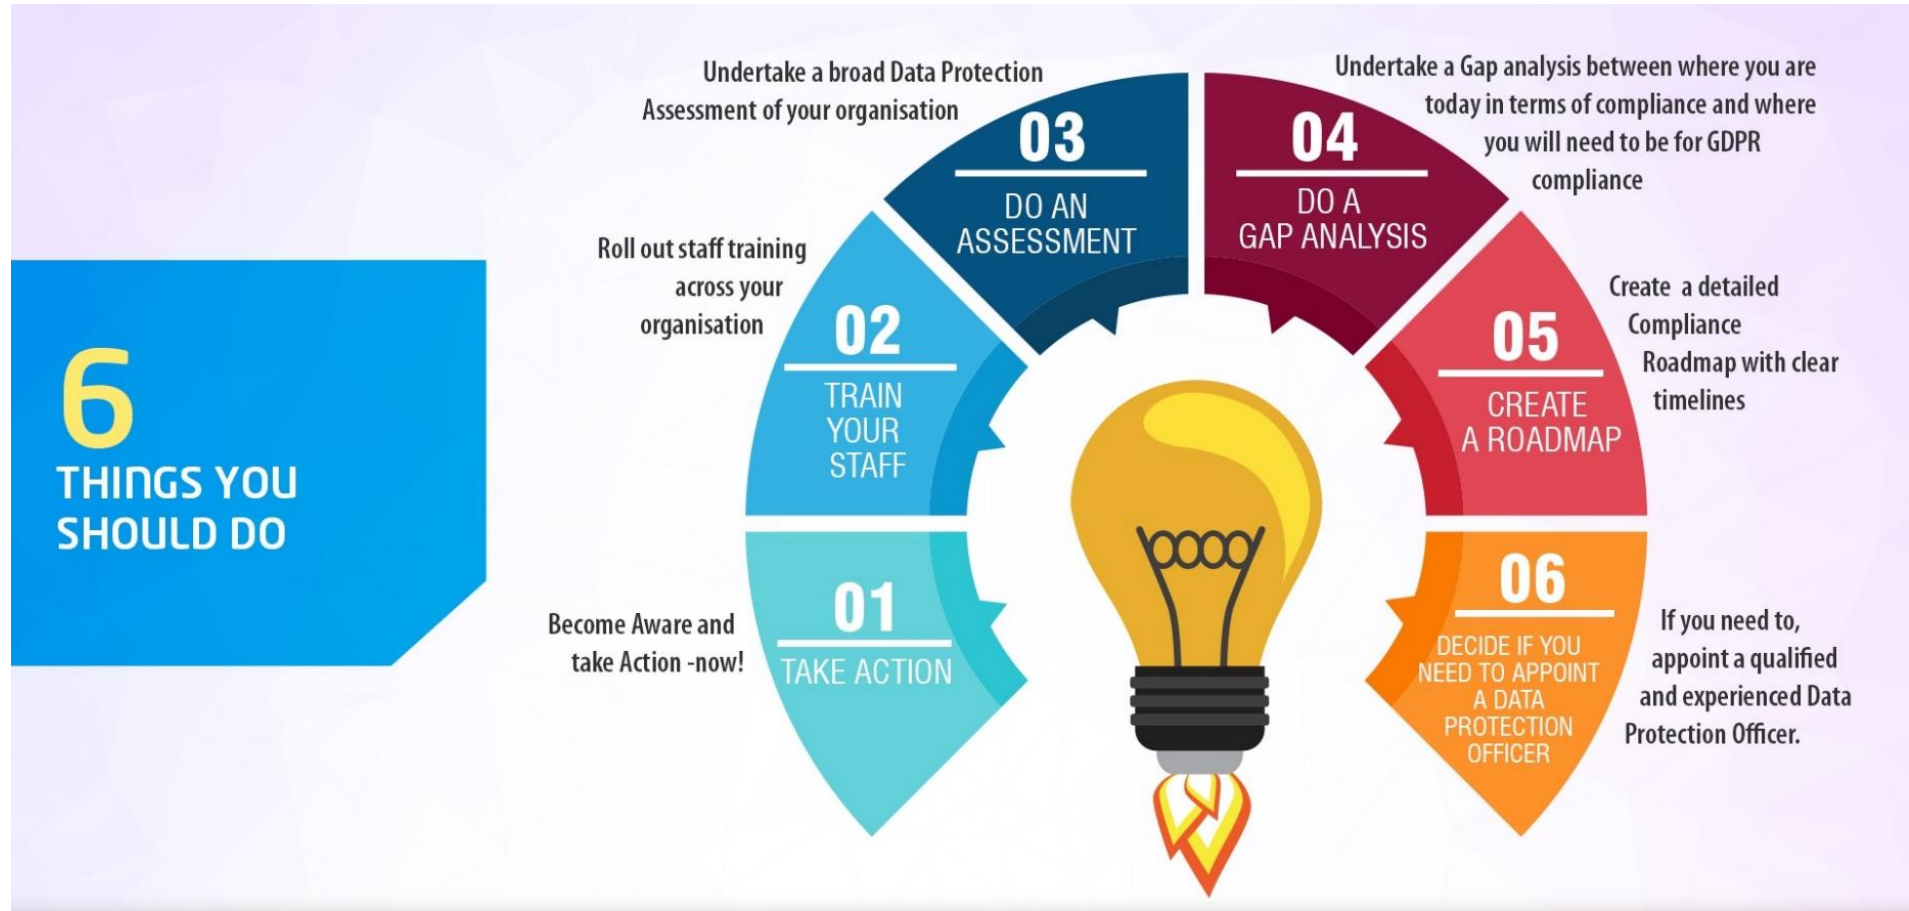 6
THINGS YOU
SHOULD DO
Become Aware and
take Action -now!
01
TAKE ACTION
Roll out staff training
across your
organisation
02
TRAIN
YOUR
STAFF
Undertake a broad Data Protection
Assessment of your organisation
03
DO AN
ASSESSMENT
04
DO A
GAP ANALYSIS
Undertake a Gap analysis between where you are
today in terms of compliance and where
you will need to be for GDPR
compliance
05
CREATE
A ROADMAP
Create a detailed
Compliance
Roadmap with clear
timelines
06
DECIDE IF YOU
NEED TO APPOINT
A DATA
PROTECTION
OFFICER
If you need to,
appoint a qualified
and experienced Data
Protection Officer.